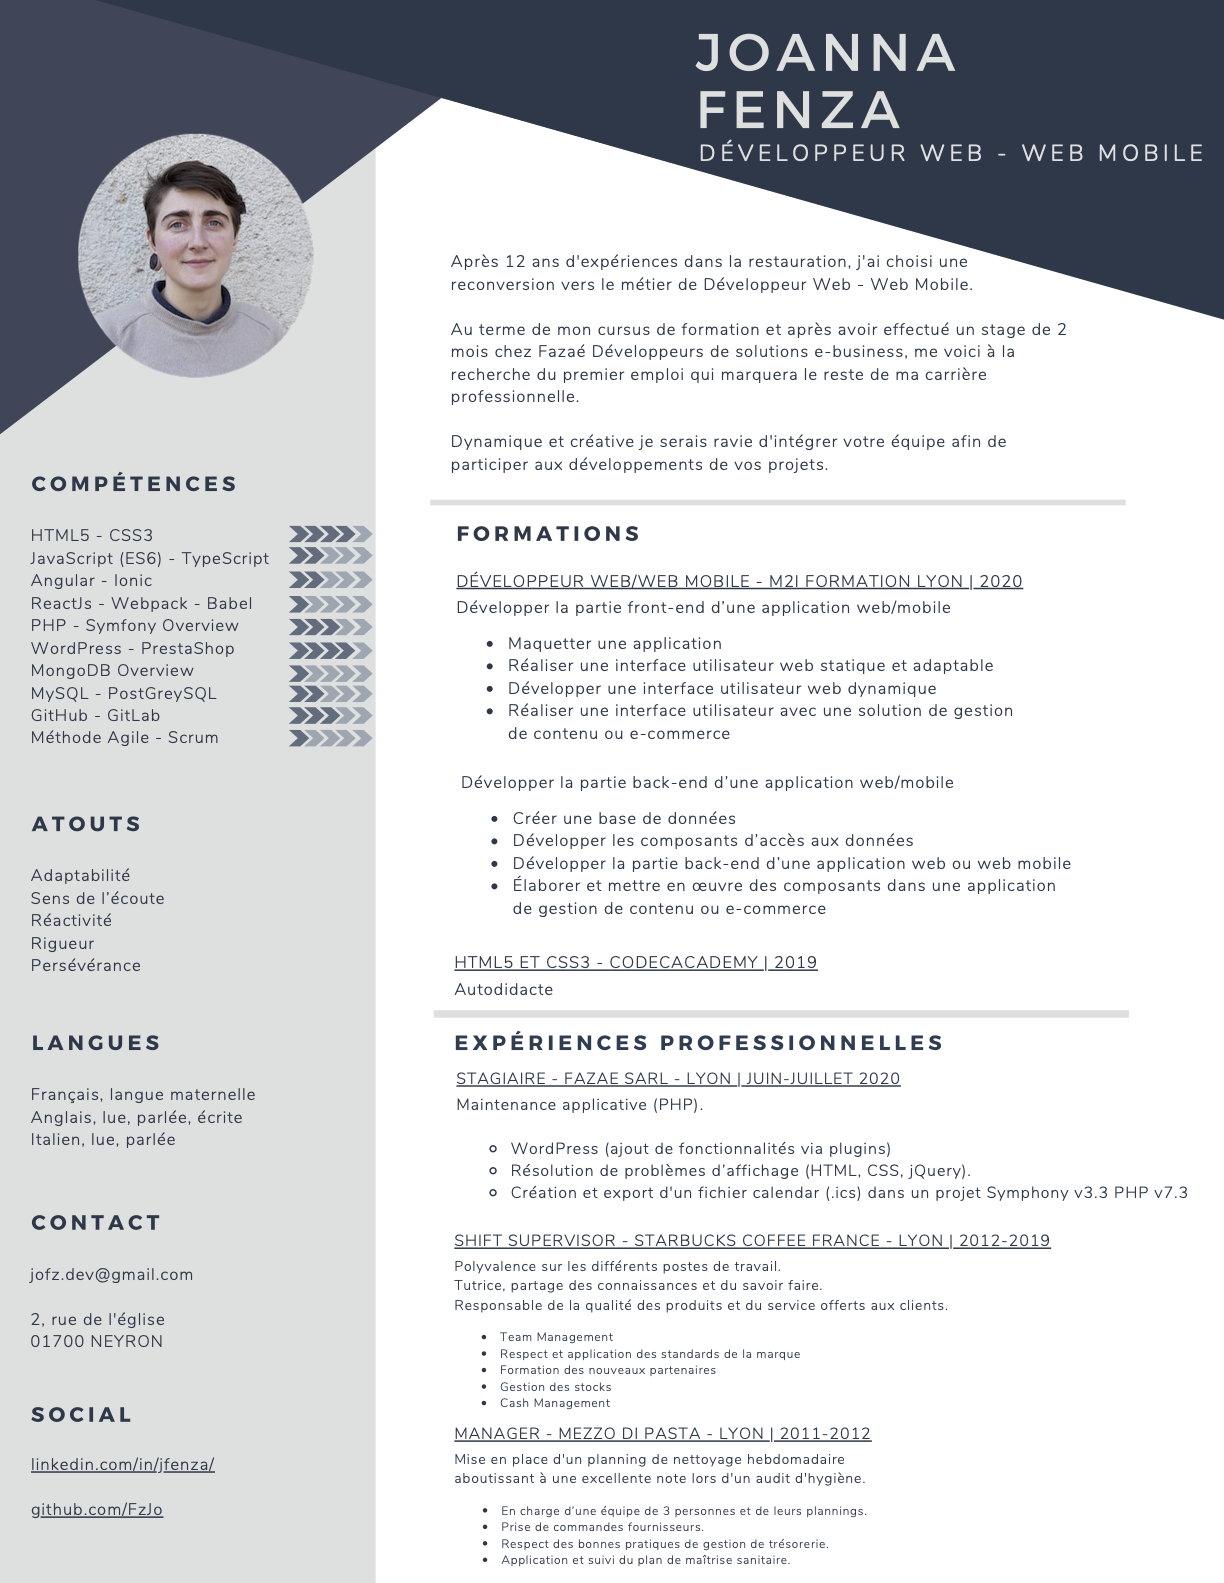 JOANNA
FENZA
DÉVELOPPEUR WEB - WEB MOBILE
Après 12 ans d'expériences dans la restauration, j'ai choisi une
reconversion vers le métier de Développeur Web - Web Mobile.
Au terme de mon cursus de formation et après avoir effectué un stage de 2
mois chez Fazaé Développeurs de solutions e-business, me voici à la
recherche du premier emploi qui marquera le reste de ma carrière
professionnelle.
Dynamique et créative je serais ravie d'intégrer votre équipe afin de
participer aux développements de vos projets.
COMPÉTENCES
HTML5 - CSS3
JavaScript (ES6) - TypeScript
Angular - Ionic
ReactJs - Webpack - Babel
PHP - Symfony Overview
WordPress - PrestaShop
MongoDB Overview
MySQL - PostGreySQL
GitHub - GitLab
Méthode Agile - Scrum
ATOUTS
Adaptabilité
Sens de l'écoute
Réactivité
Rigueur
Persévérance
LANGUES
Français, langue maternelle
Anglais, lue, parlée, écrite
Italien, lue, parlée
CONTACT
jofz.dev@gmail.com
2, rue de l'église
01700 NEYRON
SOCIAL
linkedin.com/in/jfenza/
github.com/FzJo
FORMATIONS
DÉVELOPPEUR WEB/WEB MOBILE - M2I FORMATION LYON | 2020
Développer la partie front-end d’une application web/mobile
• Maquetter une application
• Réaliser une interface utilisateur web statique et adaptable
• Développer une interface utilisateur web dynamique
• Réaliser une interface utilisateur avec une solution de gestion
de contenu ou e-commerce
Développer la partie back-end d’une application web/mobile
• Créer une base de données
• Développer les composants d’accès aux données
• Développer la partie back-end d’une application web ou web mobile
• Élaborer et mettre en œuvre des composants dans une application
de gestion de contenu ou e-commerce
HTML5 ET CSS3 - CODECACADEMY | 2019
Autodidacte
EXPÉRIENCES PROFESSIONNELLES
STAGIAIRE - FAZAE SARL - LYON | JUIN-JUILLET 2020
Maintenance applicative (PHP).
WordPress (ajout de fonctionnalités via plugins)
Résolution de problèmes d’affichage (HTML, CSS, jQuery).
Création et export d'un fichier calendar (.ics) dans un projet Symphony v3.3 PHP v7.3
SHIFT SUPERVISOR - STARBUCKS COFFEE FRANCE - LYON | 2012-2019
Polyvalence sur les différents postes de travail.
Tutrice, partage des connaissances et du savoir faire.
Responsable de la qualité des produits et du service offerts aux clients.
• Team Management
• Respect et application des standards de la marque
• Formation des nouveaux partenaires
• Gestion des stocks
• Cash Management
MANAGER - MEZZO DI PASTA - LYON | 2011-2012
Mise en place d'un planning de nettoyage hebdomadaire
aboutissant à une excellente note lors d'un audit d'hygiène.
• En charge d’une équipe de 3 personnes et de leurs plannings.
• Prise de commandes fournisseurs.
• Respect des bonnes pratiques de gestion de trésorerie.
• Application et suivi du plan de maîtrise sanitaire.